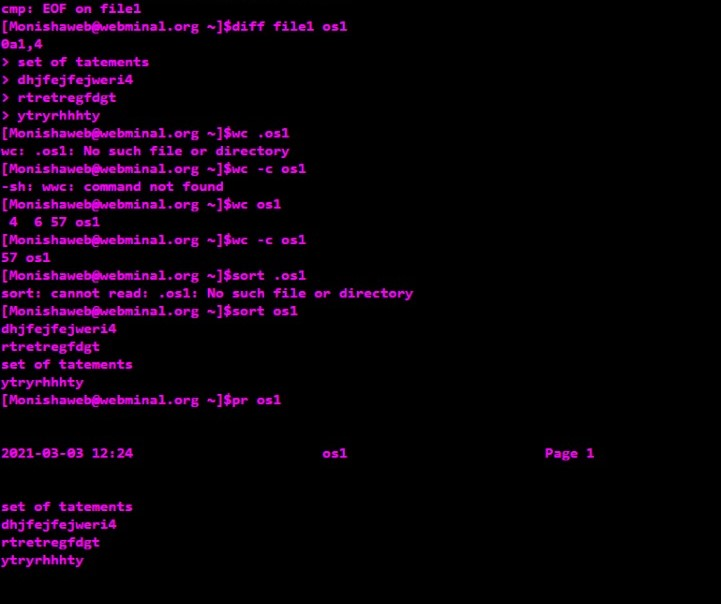 cmp: EOF on file1
[Monishaweb@webminal.org ~]$diff file1 os1
0a1,4
> set of tatements
> dhjfejfejweri4
> rtretregfdgt
> ytryrhhhty
[Monishaweb@webminal.org ~]$wc .os1
wc: .os1: No such file or directory
[Monishaweb@webminal.org ~]$wc -c os1
-sh: wwc: command not found
[Monishaweb@webminal.org ~]$wc os1
 4  6 57 os1
[Monishaweb@webminal.org ~]$wc -c os1
57 os1
[Monishaweb@webminal.org ~]$sort .os1
sort: cannot read: .os1: No such file or directory
[Monishaweb@webminal.org ~]$sort os1
dhjfejfejweri4
rtretregfdgt
set of tatements
ytryrhhhty
[Monishaweb@webminal.org ~]$pr os1
2021-03-03 12:24 os1 Page 1
set of tatements
dhjfejfejweri4
rtretregfdgt
ytryrhhhty